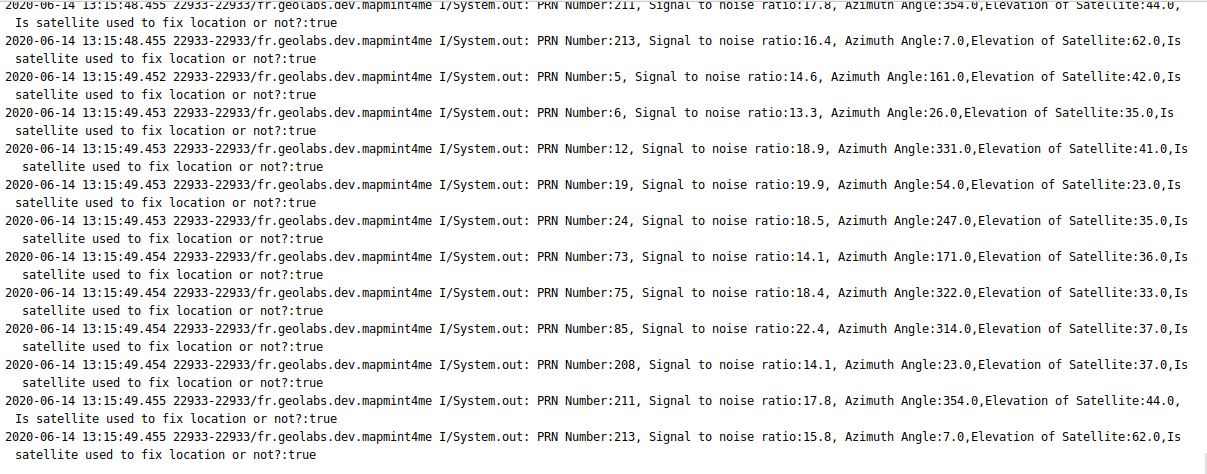 2020-06-14 13:15:48.455 22933-22933/fr.geolabs.dev.mapmint4me I/System.out: PRN Number:211, Signal to noise ratio:17.8, Azimuth Angle:354.0,Elevation of Satellite:44.0,
Is satellite used to fix location or not?:true
2020-06-14 13:15:48.455 22933-22933/fr.geolabs.dev.mapmint4me I/System.out: PRN Number:213, Signal to noise ratio:16.4, Azimuth Angle:7.0,Elevation of Satellite:62.0,Is
satellite used to fix location or not?:true
2020-06-14 13:15:49.452 22933-22933/fr.geolabs.dev.mapmint4me I/System.out: PRN Number:5, Signal to noise ratio:14.6, Azimuth Angle:161.0,Elevation of Satellite:42.0,Is
satellite used to fix location or not?:true
2020-06-14 13:15:49.453 22933-22933/fr.geolabs.dev.mapmint4me I/System.out: PRN Number:6, Signal to noise ratio:13.3, Azimuth Angle:26.0,Elevation of Satellite:35.0,Is
satellite used to fix location or not?:true
2020-06-14 13:15:49.453 22933-22933/fr.geolabs.dev.mapmint4me I/System.out: PRN Number:12, Signal to noise ratio:18.9, Azimuth Angle:331.0,Elevation of Satellite:41.0,Is
satellite used to fix location or not?:true
2020-06-14 13:15:49.453 22933-22933/fr.geolabs.dev.mapmint4me I/System.out: PRN Number:19, Signal to noise ratio:19.9, Azimuth Angle:54.0,Elevation of Satellite:23.0,Is
satellite used to fix location or not?:true
2020-06-14 13:15:49.453 22933-22933/fr.geolabs.dev.mapmint4me I/System.out: PRN Number:24, Signal to noise ratio:18.5, Azimuth Angle:247.0,Elevation of Satellite:35.0,Is
satellite used to fix location or not?:true
2020-06-14 13:15:49.454 22933-22933/fr.geolabs.dev.mapmint4me I/System.out: PRN Number:73, Signal to noise ratio:14.1, Azimuth Angle:171.0,Elevation of Satellite:36.0,Is
satellite used to fix location or not?:true
2020-06-14 13:15:49.454 22933-22933/fr.geolabs.dev.mapmint4me I/System.out: PRN Number:75, Signal to noise ratio:18.4, Azimuth Angle:322.0,Elevation of Satellite:33.0,Is
satellite used to fix location or not?:true
2020-06-14 13:15:49.454 22933-22933/fr.geolabs.dev.mapmint4me I/System.out: PRN Number:85, Signal to noise ratio:22.4, Azimuth Angle:314.0,Elevation of Satellite:37.0,Is
satellite used to fix location or not?:true
2020-06-14 13:15:49.454 22933-22933/fr.geolabs.dev.mapmint4me I/System.out: PRN Number:208, Signal to noise ratio:14.1, Azimuth Angle:23.0,Elevation of Satellite:37.0,Is
satellite used to fix location or not?:true
2020-06-14 13:15:49.455 22933-22933/fr.geolabs.dev.mapmint4me I/System.out: PRN Number:211, Signal to noise ratio:17.8, Azimuth Angle:354.0,Elevation of Satellite:44.0,
Is satellite used to fix location or not?:true
2020-06-14 13:15:49.455 22933-22933/fr.geolabs.dev.mapmint4me I/System.out: PRN Number:213, Signal to noise ratio:15.8, Azimuth Angle:7.0,Elevation of Satellite:62.0,Is
satellite used to fix location or not?:true